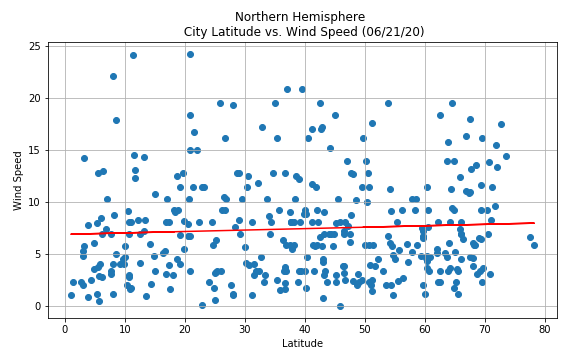 Northern Hemisphere
City Latitude vs. Wind Speed (06/21/20)
25
20
15
10
5
0
Wind Speed
0 10 20 30 40 50 60 70 80
Latitude